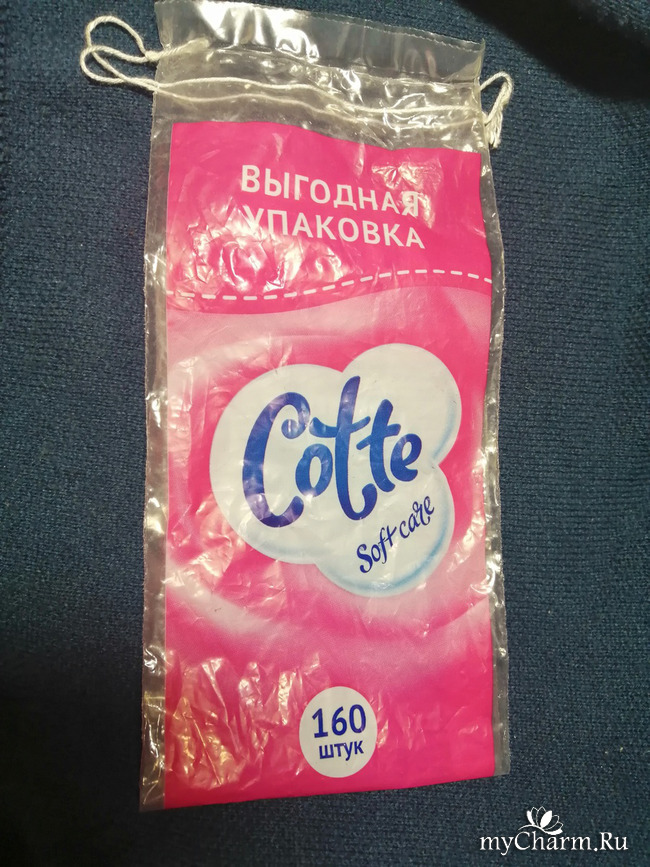 ВЫГОДНАЯ
УПАКОВКА
Cotte
Soft care
160
штук
myCharm.Ru